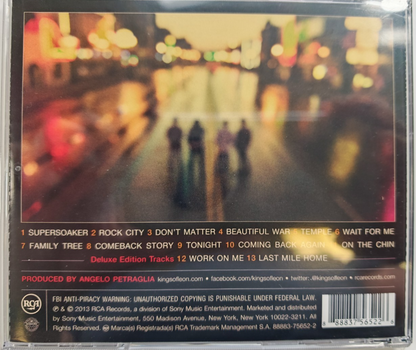 1 SUPERSOAKER 2 ROCK CITY 3 DON'T MATTER 4 BEAUTIFUL WAR 5 TEMPLE 6 WAIT FOR ME
7 FAMILY TREE 8 COMEBACK STORY 9 TONIGHT 10 COMING BACK AGAIN 11 ON THE CHIN
Deluxe Edition Tracks 12 WORK ON ME 13 LAST MILE HOME
PRODUCED BY ANGELO PETRAGLIA kingsofleon.com • facebook.com/kingsofleon • twitter: @kingsofleon • rcarecords.com
RCA
FBI ANTI-PIRACY WARNING: UNAUTHORIZED COPYING IS PUNISHABLE UNDER FEDERAL LAW.
℗ & © 2013 RCA Records, a division of Sony Music Entertainment. Marketed and distributed
by Sony Music Entertainment, 550 Madison Avenue, New York, New York 10022-3211. All
Rights Reserved. Marca(s) Registrada(s) RCA Trademark Management S.A. 88883-75652-2
88837 56522